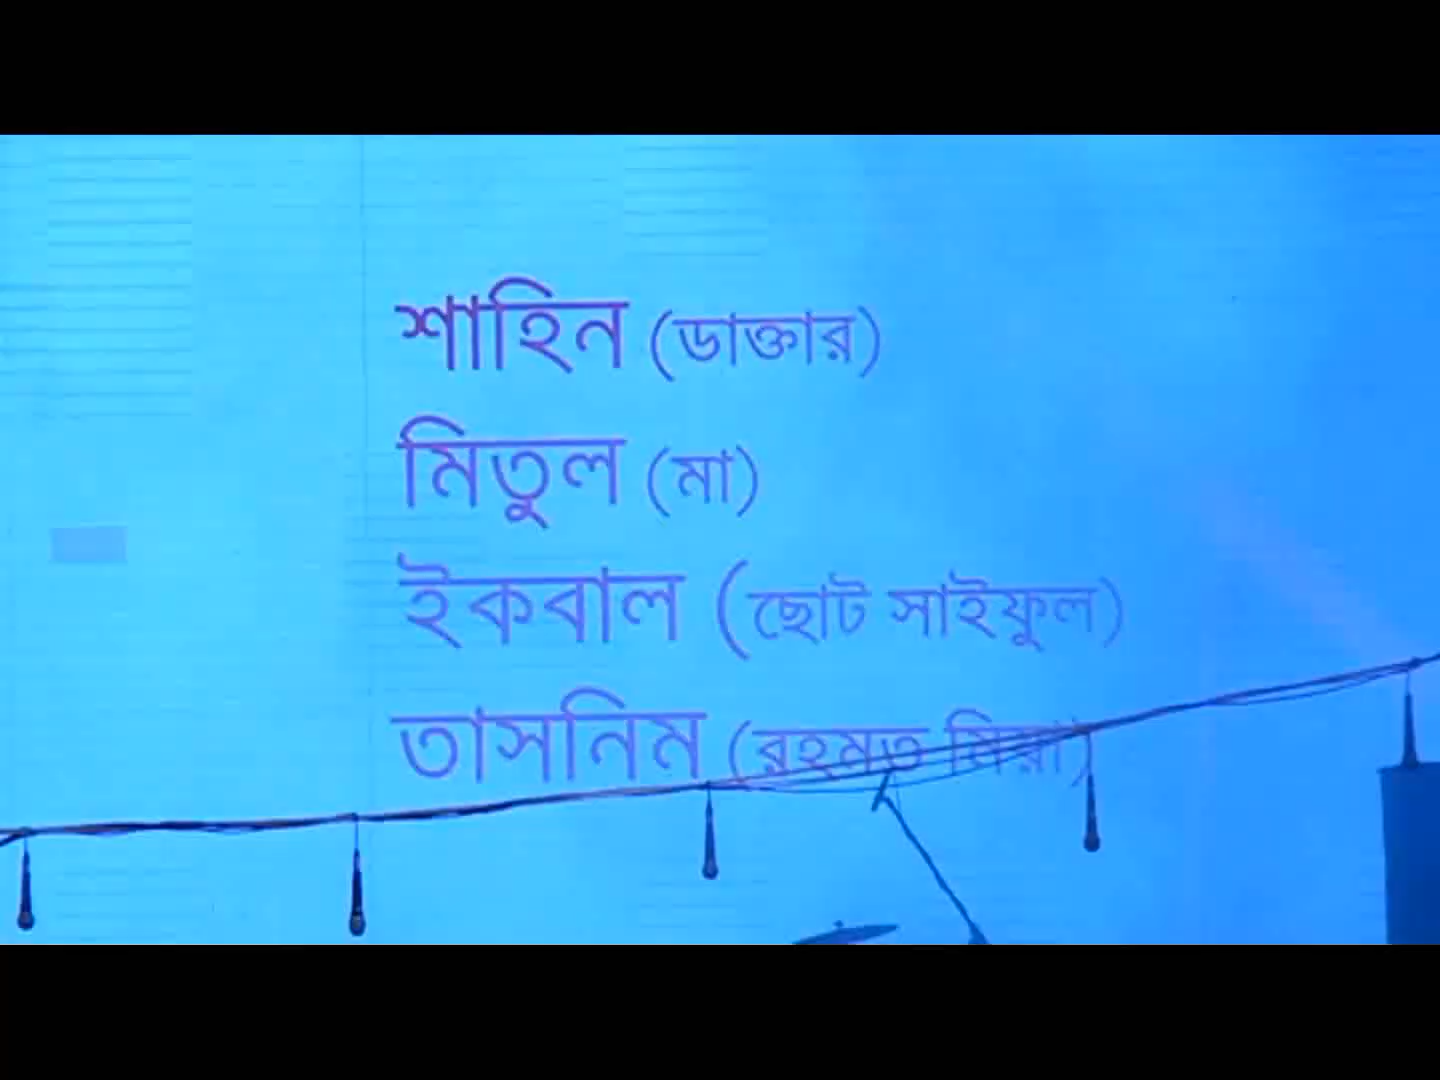 শাহিন (ডাক্তার)
মিতুল (মা)
ইকবাল (ছোট সাইফুল)
তাসনিম (রহমত মিয়া)